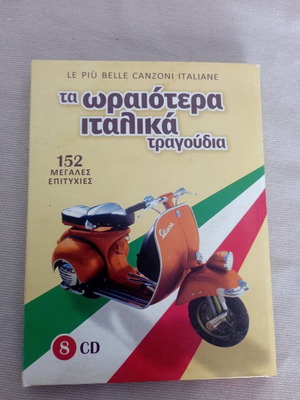 LE PIÙ BELLE CANZONI ITALIANE
τα ωραιότερα
ιταλικά
τραγούδια
152
ΜΕΓΑΛΕΣ
ΕΠΙΤΥΧΙΕΣ
Vespa
8 CD